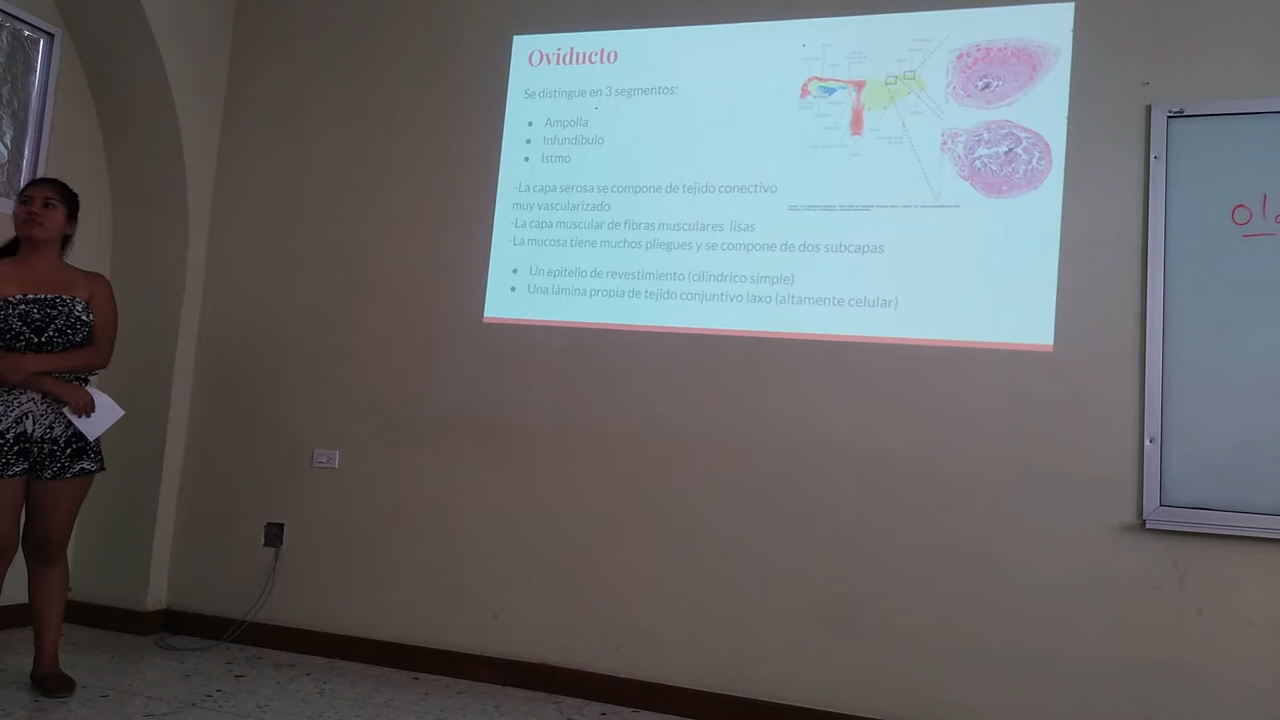 Oviducto
Se distingue en 3 segmentos:
● Ampolla
● Infundíbulo
● Istmo
-La capa serosa se compone de tejido conectivo
muy vascularizado
-La capa muscular de fibras musculares lisas
-La mucosa tiene muchos pliegues y se compone de dos subcapas
● Un epitelio de revestimiento (cilíndrico simple)
● Una lámina propia de tejido conjuntivo laxo (altamente celular)